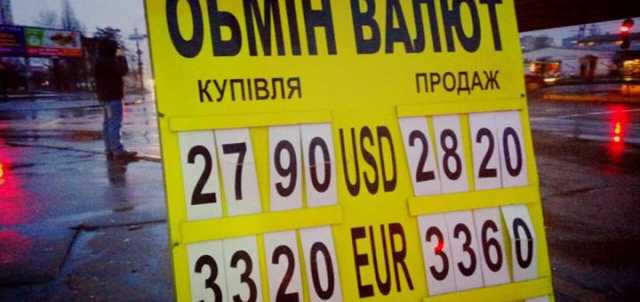 ОБМІН ВАЛЮТ
КУПІВЛЯ ПРОДАЖ
27 90 USD 28 20
33 20 EUR 33 60